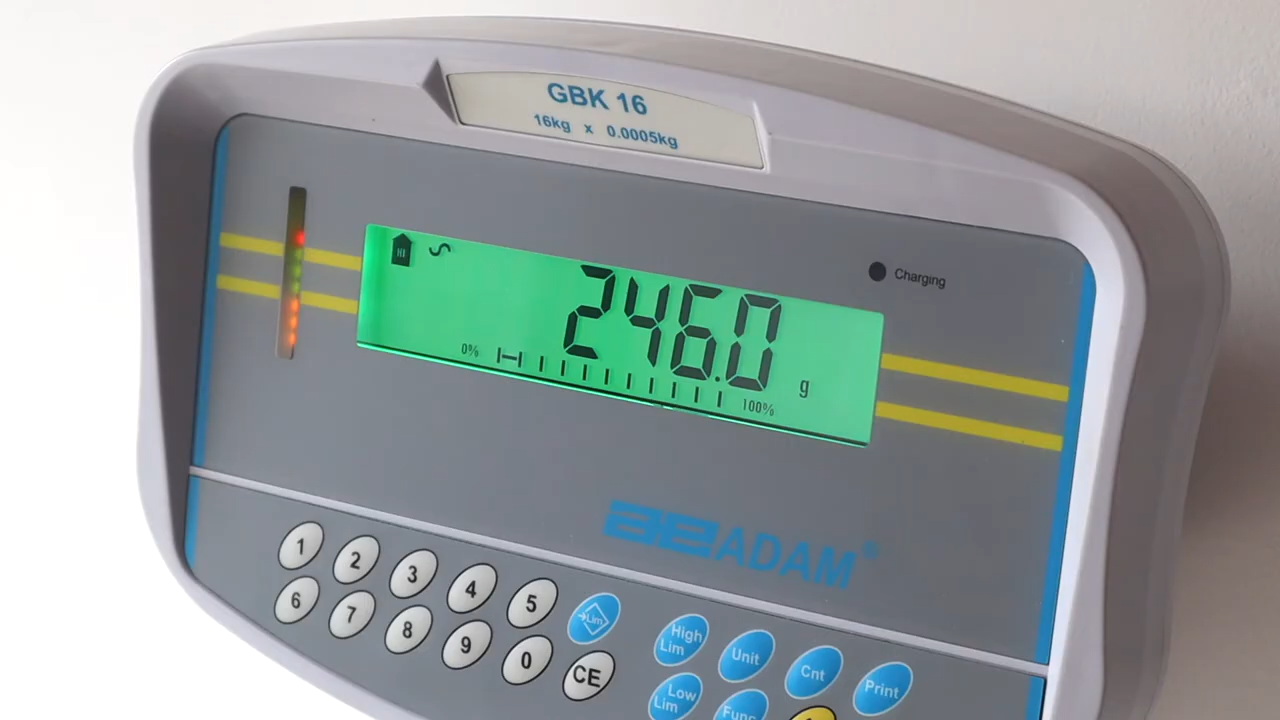 GBK 16
16kg x 0.0005kg
HI
Charging
246.0 g
0% 100%
ADAM®
1 2 3 4 5
6 7 8 9 0 CE
Lim
High Lim
Unit
Cnt
Print
Low Lim
Func